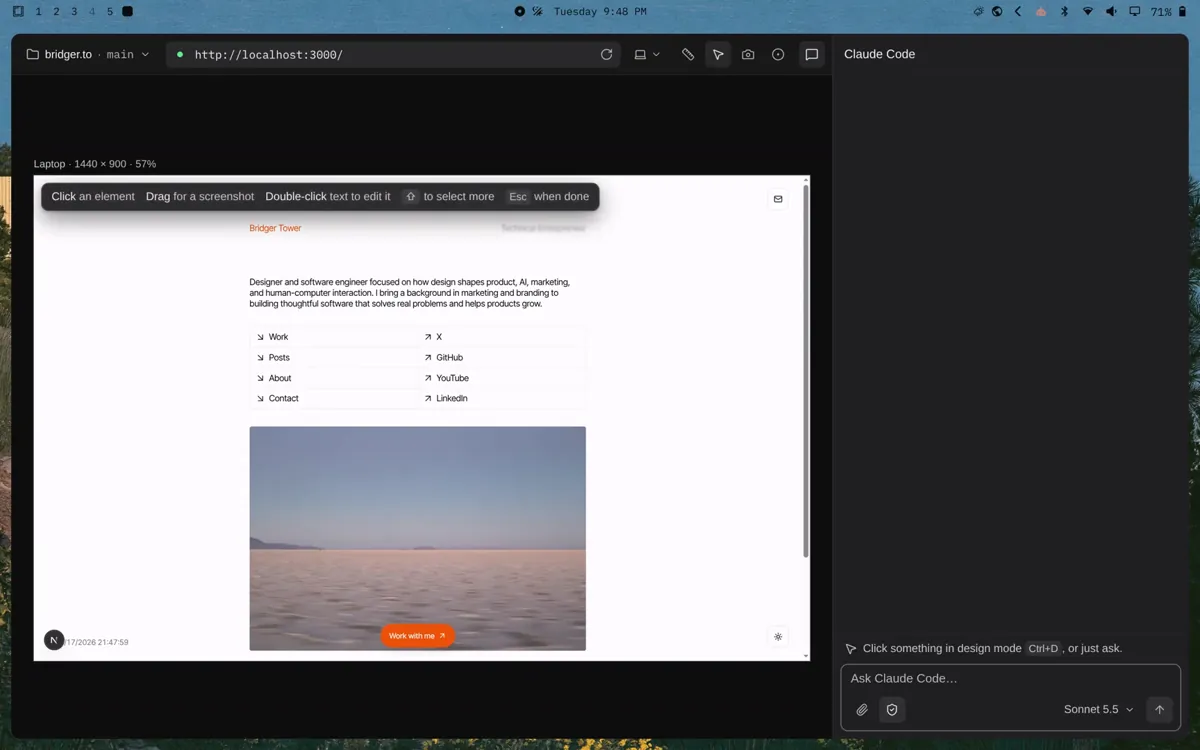 1 2 3 4 5
Tuesday 9:48 PM
71%
bridger.to · main
http://localhost:3000/
Claude Code
Laptop · 1440 × 900 · 57%
Click an element Drag for a screenshot Double-click text to edit it ⇧ to select more Esc when done
Bridger Tower
Technical Entrepreneur
Designer and software engineer focused on how design shapes product, AI, marketing,
and human-computer interaction. I bring a background in marketing and branding to
building thoughtful software that solves real problems and helps products grow.
Work
X
Posts
GitHub
About
YouTube
Contact
LinkedIn
Work with me
N
17/2026 21:47:59
Click something in design mode Ctrl+D , or just ask.
Ask Claude Code…
Sonnet 5.5